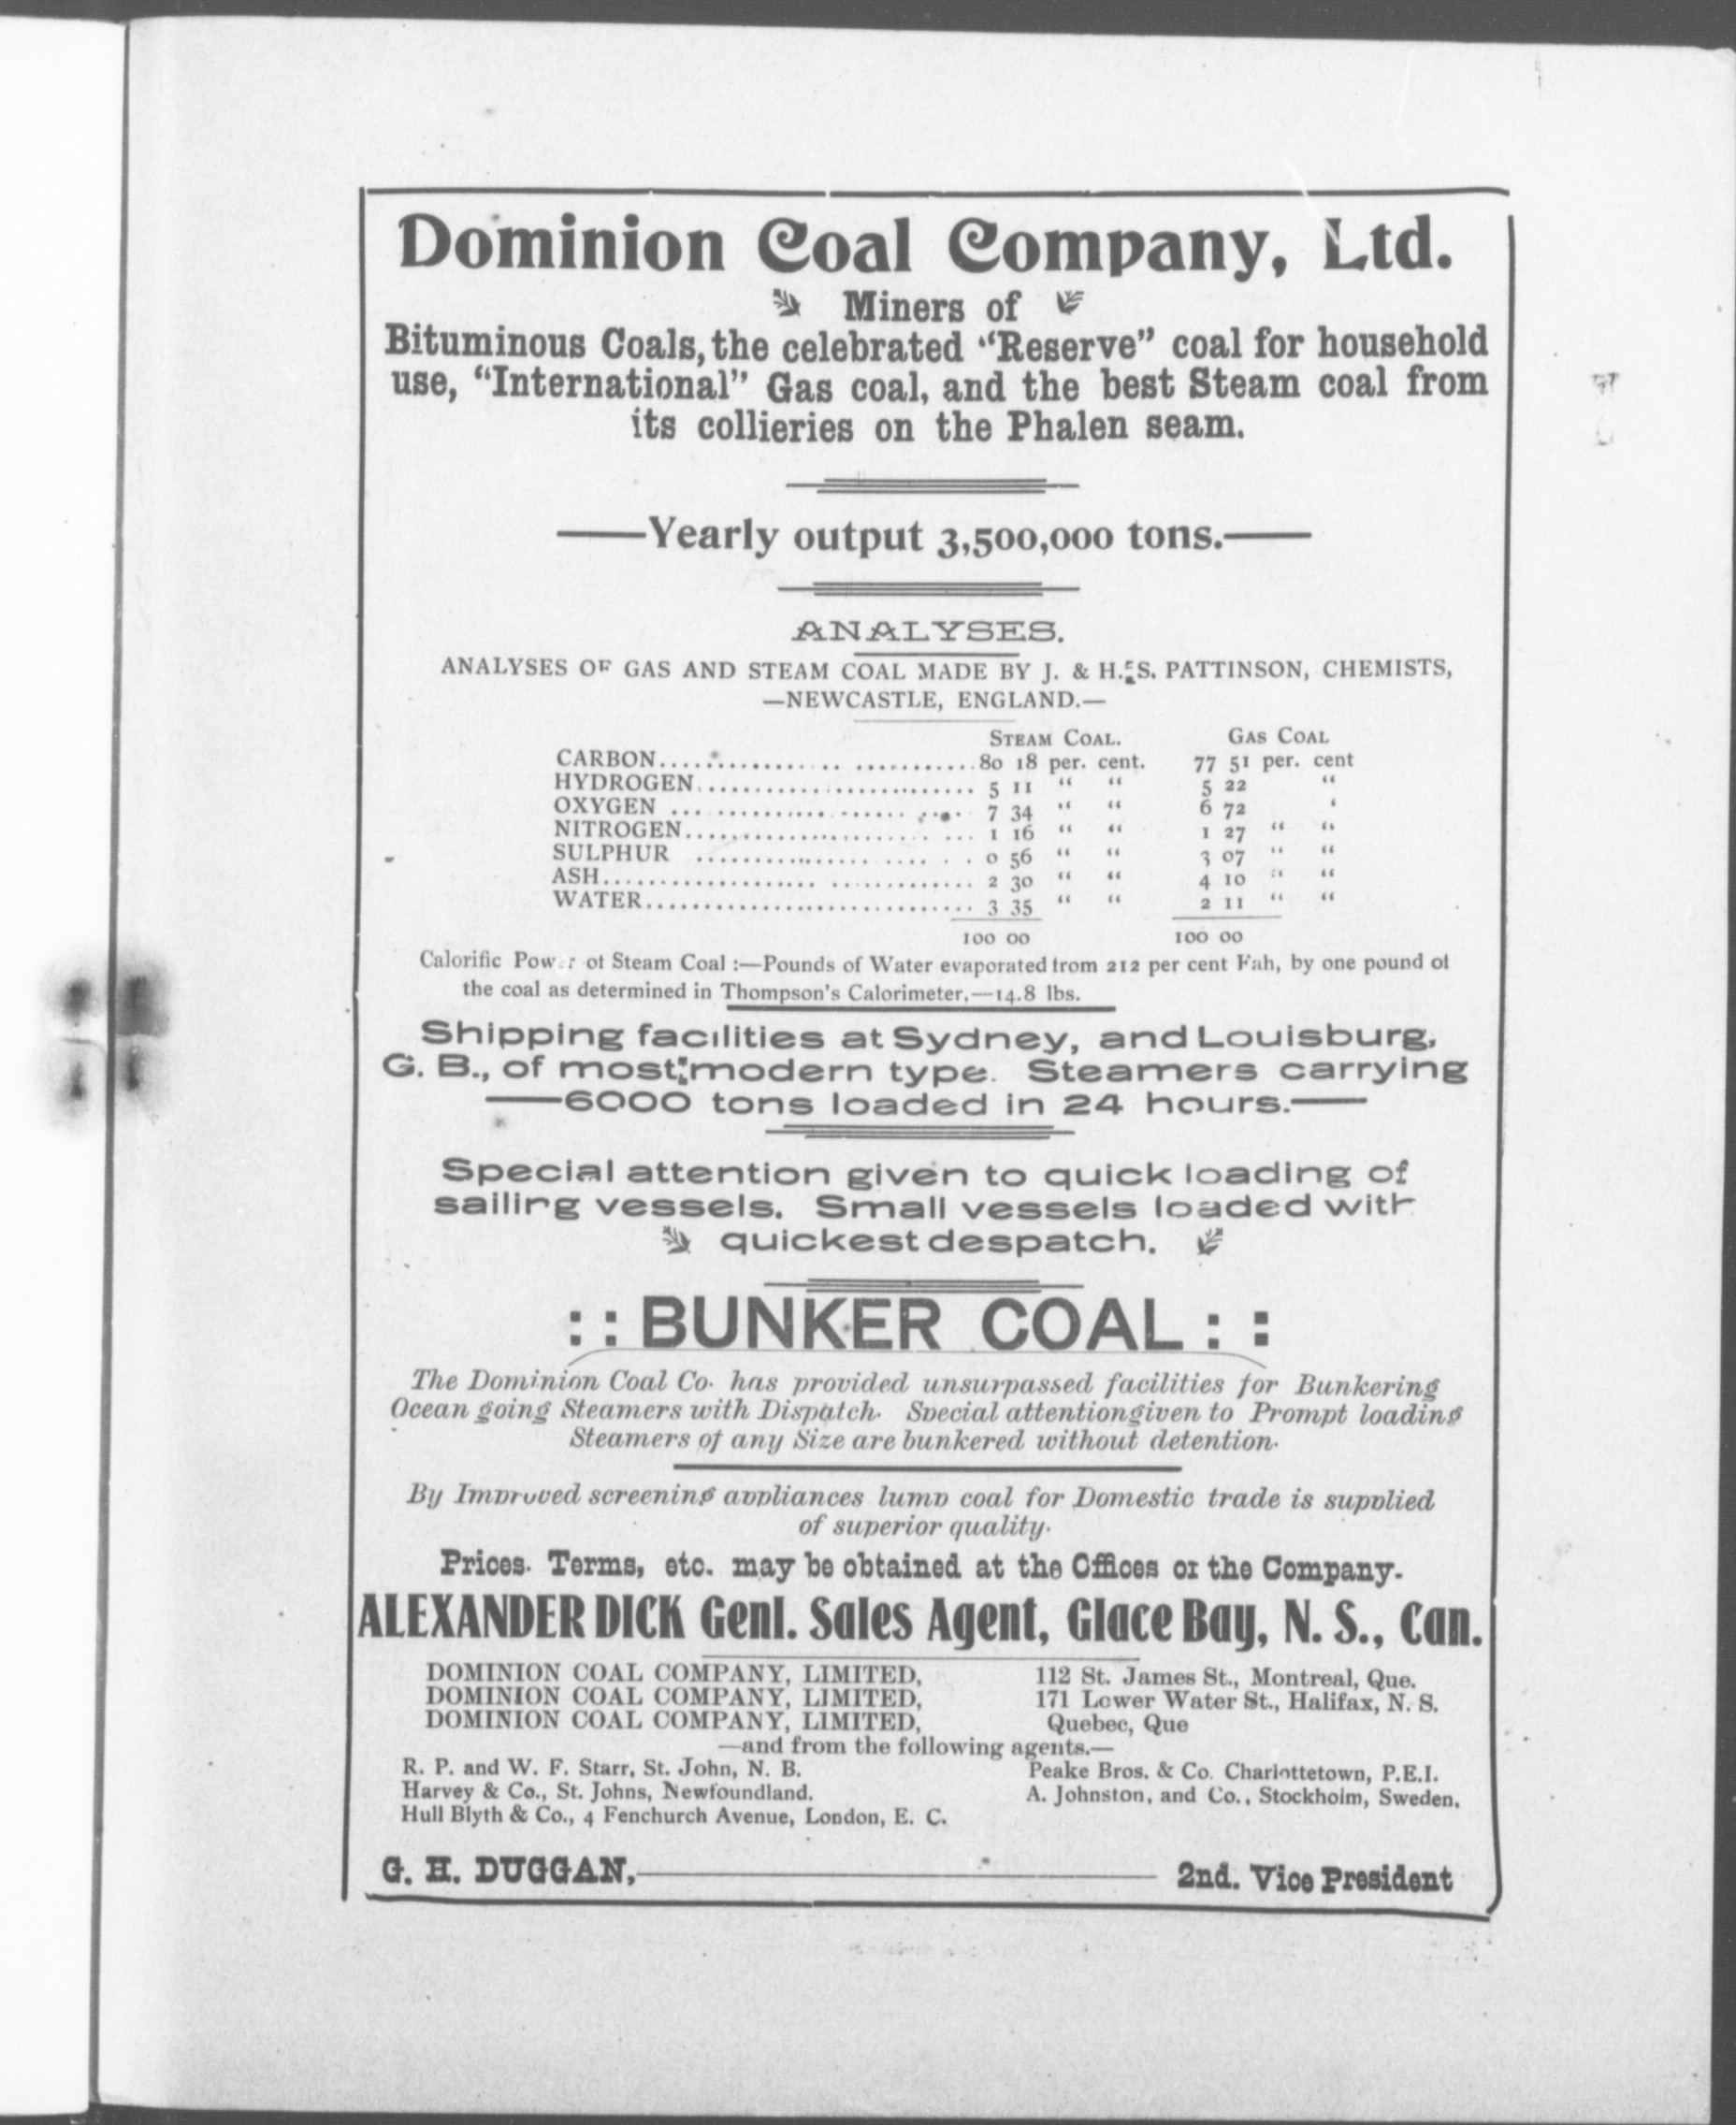 Dominion Coal Company, Ltd.
Miners of
Bituminous Coals, the celebrated "Reserve" coal for household
use, "International" Gas coal, and the best Steam coal from
its collieries on the Phalen seam.
—Yearly output 3,500,000 tons.—
ANALYSES.
ANALYSES OF GAS AND STEAM COAL MADE BY J. & H. S. PATTINSON, CHEMISTS,
—NEWCASTLE, ENGLAND.—
STEAM COAL. GAS COAL
CARBON........................80 18 per. cent. 77 51 per. cent
HYDROGEN........................ 5 11 " " 5 22 "
OXYGEN ........................ 7 34 " " 6 72 '
NITROGEN........................ 1 16 " " 1 27 " "
SULPHUR ........................ 0 56 " " 3 07 " "
ASH........................ 2 30 " " 4 10 " "
WATER........................ 3 35 " " 2 11 " "
100 00 100 00
Calorific Power of Steam Coal :—Pounds of Water evaporated from 212 per cent Fah, by one pound of
the coal as determined in Thompson's Calorimeter,—14.8 lbs.
Shipping facilities at Sydney, and Louisburg,
G. B., of most modern type. Steamers carrying
—6000 tons loaded in 24 hours.—
Special attention given to quick loading of
sailing vessels. Small vessels loaded with
quickest despatch.
: : BUNKER COAL : :
The Dominion Coal Co. has provided unsurpassed facilities for Bunkering
Ocean going Steamers with Dispatch. Special attention given to Prompt loading
Steamers of any Size are bunkered without detention.
By Improved screening appliances lump coal for Domestic trade is supplied
of superior quality.
Prices. Terms, etc. may be obtained at the Offices of the Company.
ALEXANDER DICK Genl. Sales Agent, Glace Bay, N. S., Can.
DOMINION COAL COMPANY, LIMITED, 112 St. James St., Montreal, Que.
DOMINION COAL COMPANY, LIMITED, 171 Lower Water St., Halifax, N. S.
DOMINION COAL COMPANY, LIMITED, Quebec, Que
—and from the following agents.—
R. P. and W. F. Starr, St. John, N. B. Peake Bros. & Co. Charlottetown, P.E.I.
Harvey & Co., St. Johns, Newfoundland. A. Johnston, and Co., Stockholm, Sweden,
Hull Blyth & Co., 4 Fenchurch Avenue, London, E. C.
G. H. DUGGAN,— 2nd. Vice President